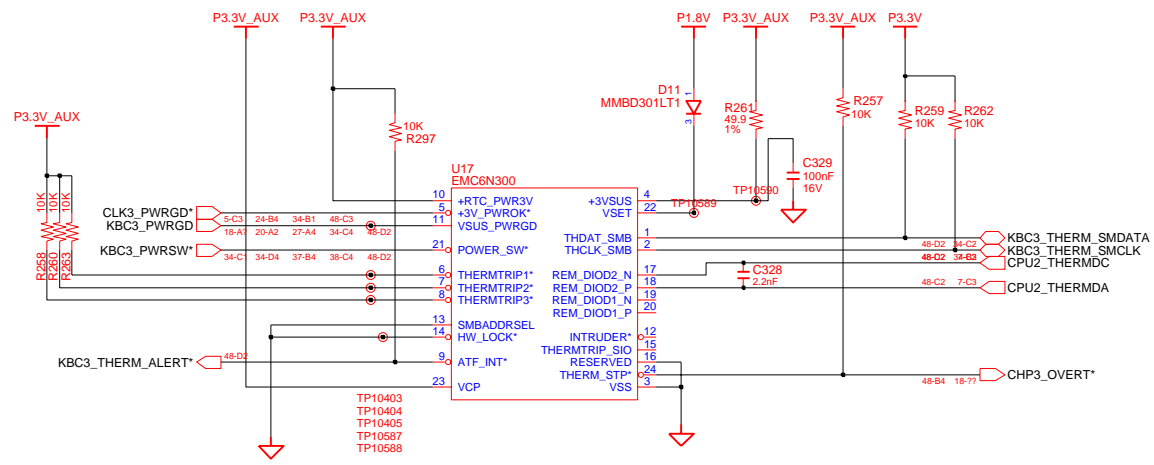 P3.3V_AUX P3.3V_AUX P1.8V P3.3V_AUX P3.3V_AUX P3.3V
D11
MMBD301LT1
1
3
R261
49.9
1%
R257
10K
R259
10K
R262
10K
P3.3V_AUX
10K
R297
C329
100nF
16V
TP10590
TP10589
U17
EMC6N300
10K
10K
10K
R258
R260
R263
CLK3_PWRGD*
5-C3 24-B4 34-B1 48-C3
KBC3_PWRGD
18-A? 20-A2 27-A4 34-C4 48-D2
KBC3_PWRSW*
34-C1 34-D4 37-B4 38-C4 48-D2
KBC3_THERM_ALERT*
48-D2
10 +RTC_PWR3V
5 +3V_PWROK*
11 VSUS_PWRGD
21 POWER_SW*
6 THERMTRIP1*
7 THERMTRIP2*
8 THERMTRIP3*
13 SMBADDRSEL
14 HW_LOCK*
9 ATF_INT*
23 VCP
+3VSUS 4
VSET 22
THDAT_SMB 1
THCLK_SMB 2
REM_DIOD2_N 17
REM_DIOD2_P 18
REM_DIOD1_N 19
REM_DIOD1_P 20
INTRUDER* 12
THERMTRIP_SIO 15
RESERVED 16
THERM_STP* 24
VSS 3
C328
2.2nF
KBC3_THERM_SMDATA
48-D2 34-C2
KBC3_THERM_SMCLK
48-C2
CPU2_THERMDC
48-C2 7-C3
CPU2_THERMDA
48-B4 18-??
CHP3_OVERT*
TP10403
TP10404
TP10405
TP10587
TP10588